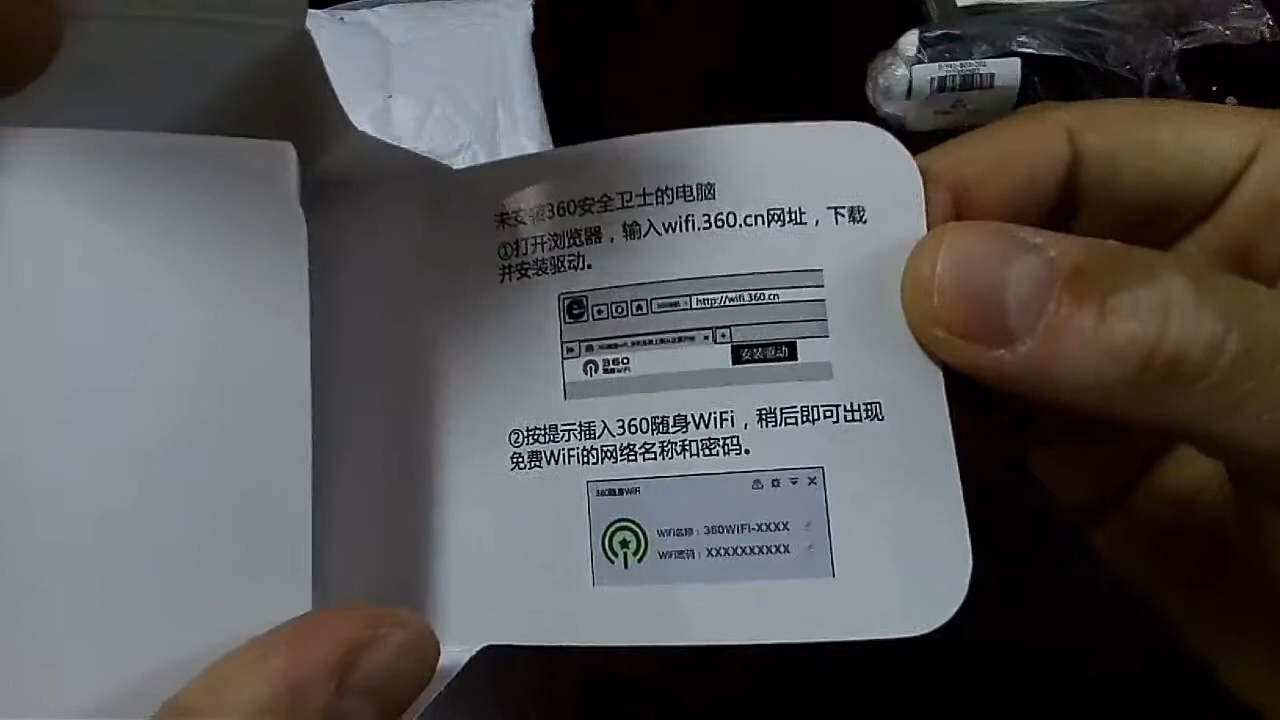 未安装360安全卫士的电脑
①打开浏览器，输入wifi.360.cn网址，下载
并安装驱动。
http://wifi.360.cn
360
随身WiFi
安装驱动
②按提示插入360随身WiFi，稍后即可出现
免费WiFi的网络名称和密码。
360随身WiFi
WiFi名称：360WiFi-XXXX
WiFi密码：XXXXXXXXXX